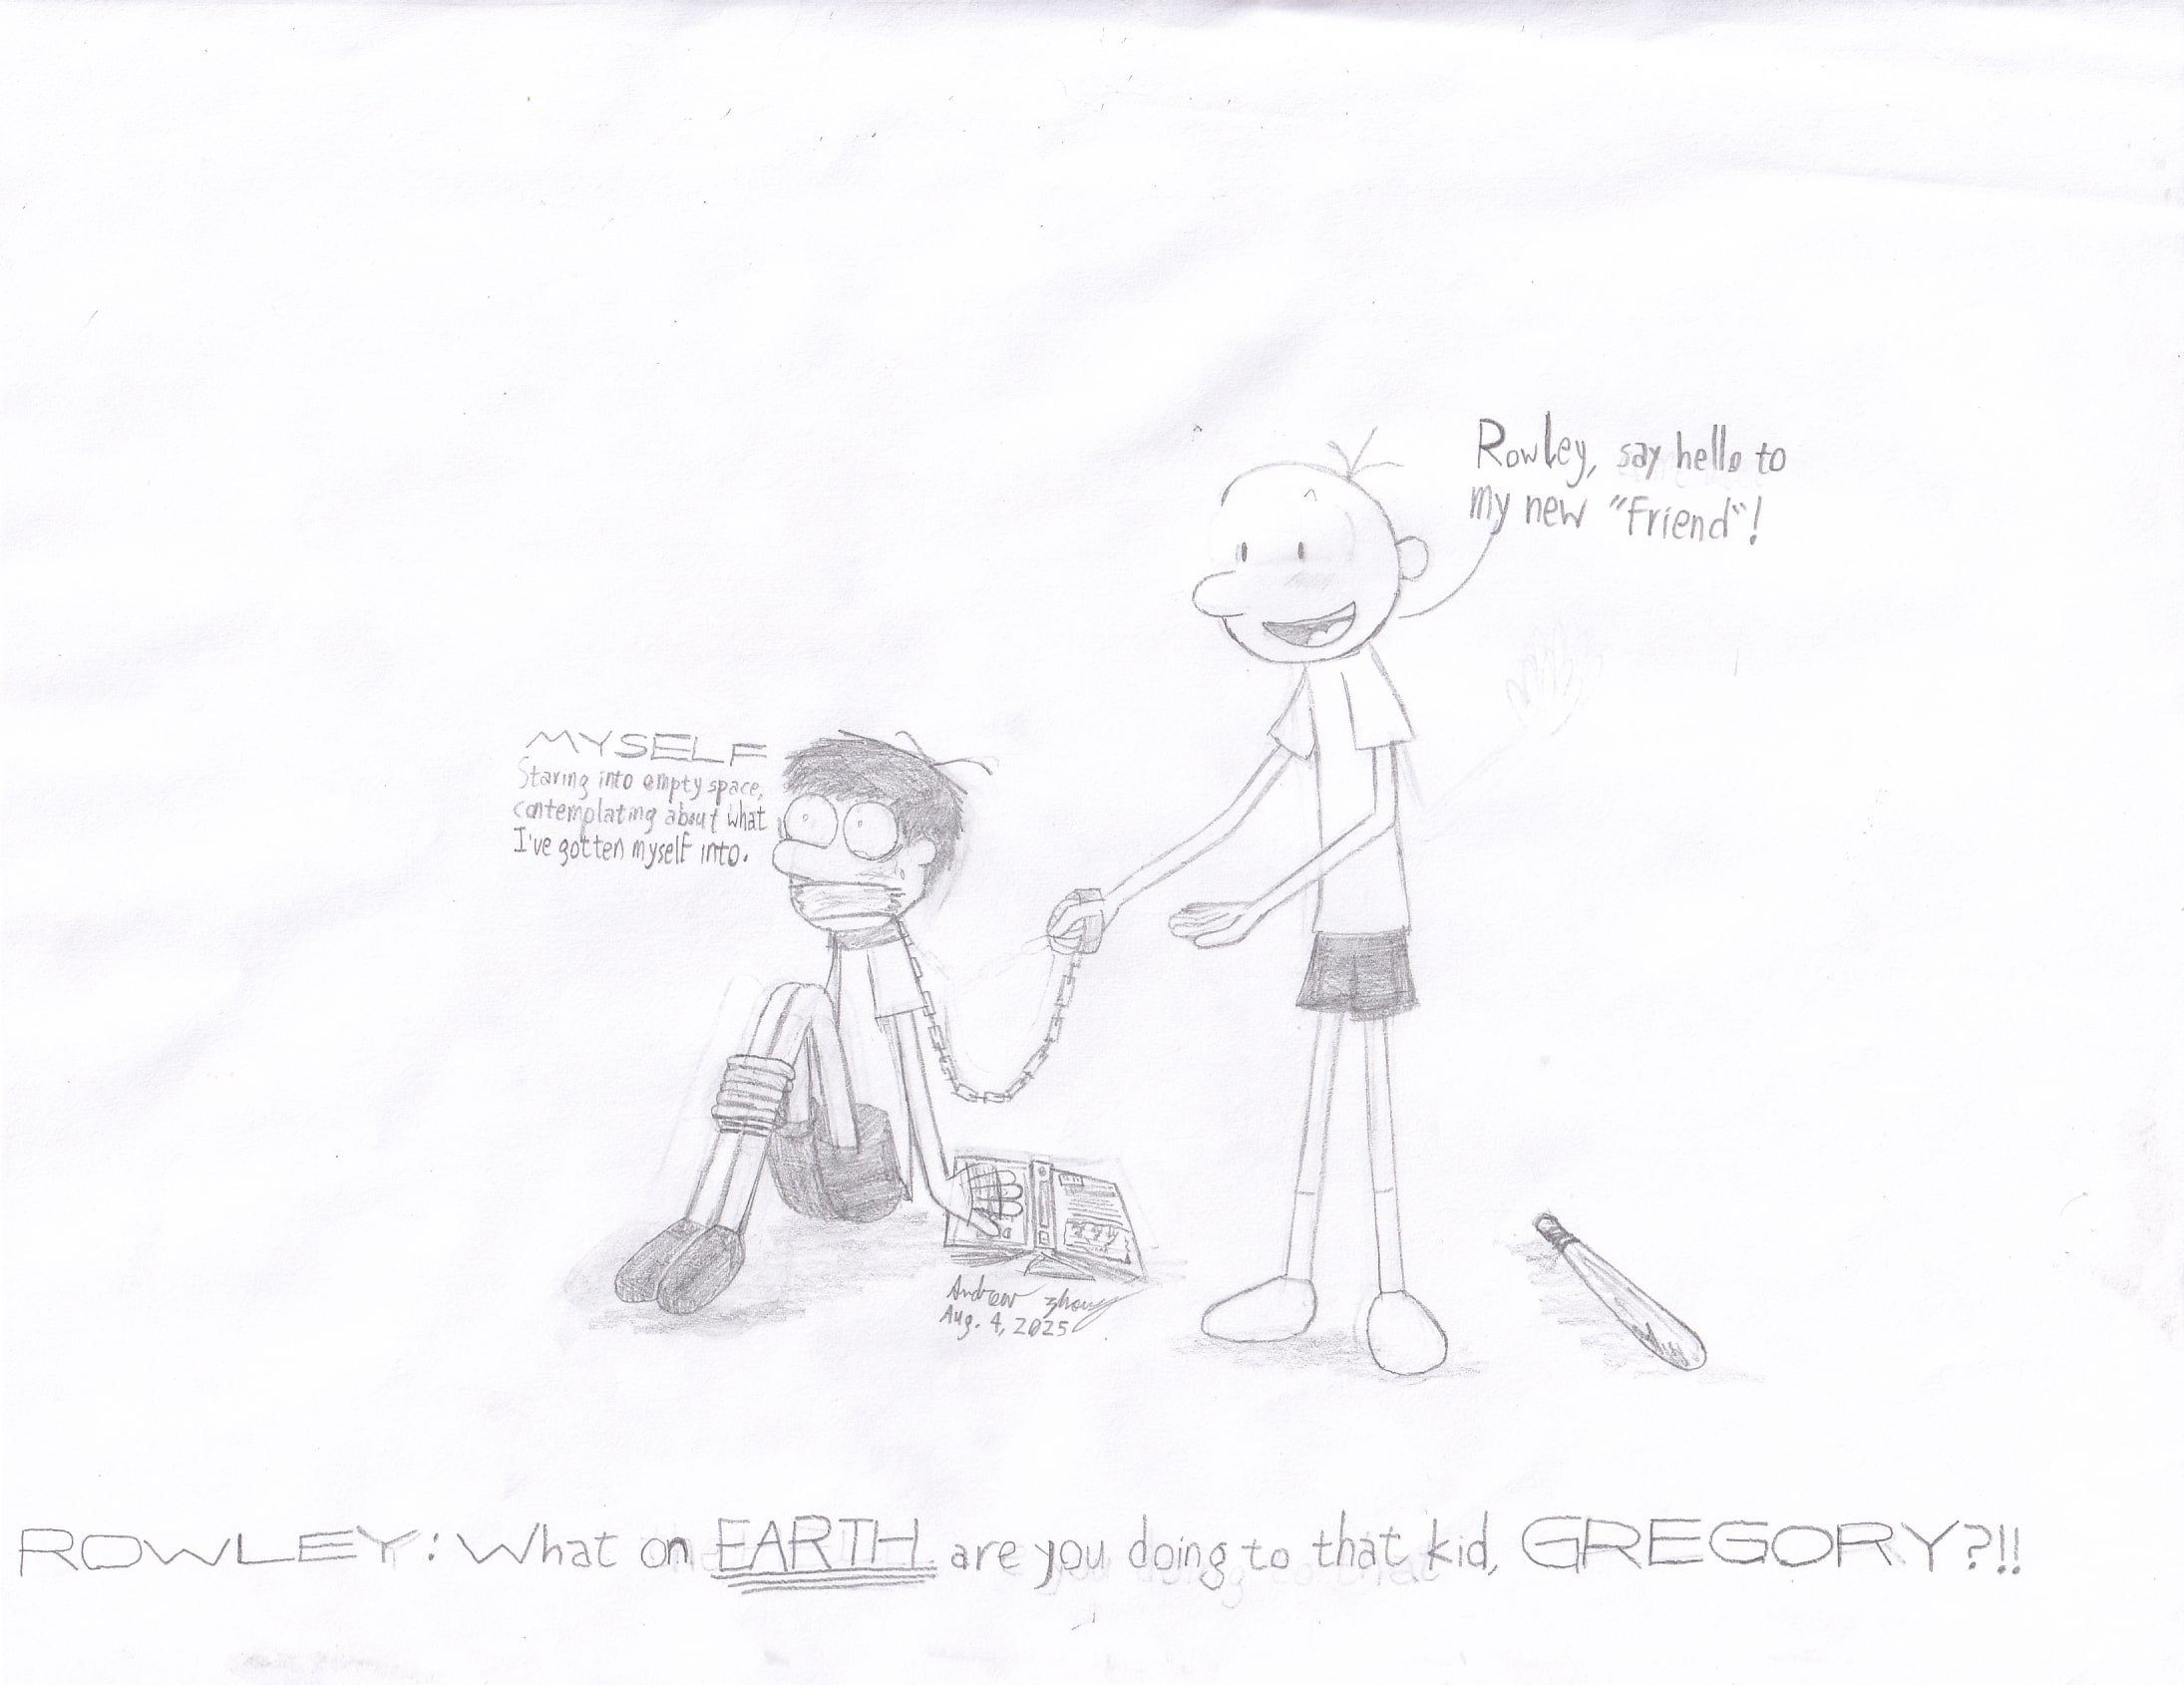 Rowley, say hello to
my new "Friend"!
MYSELF
Staring into empty space,
contemplating about what
I've gotten myself into.
Andrew Zhong
Aug. 4, 2025
ROWLEY: What on EARTH are you doing to that kid, GREGORY?!!